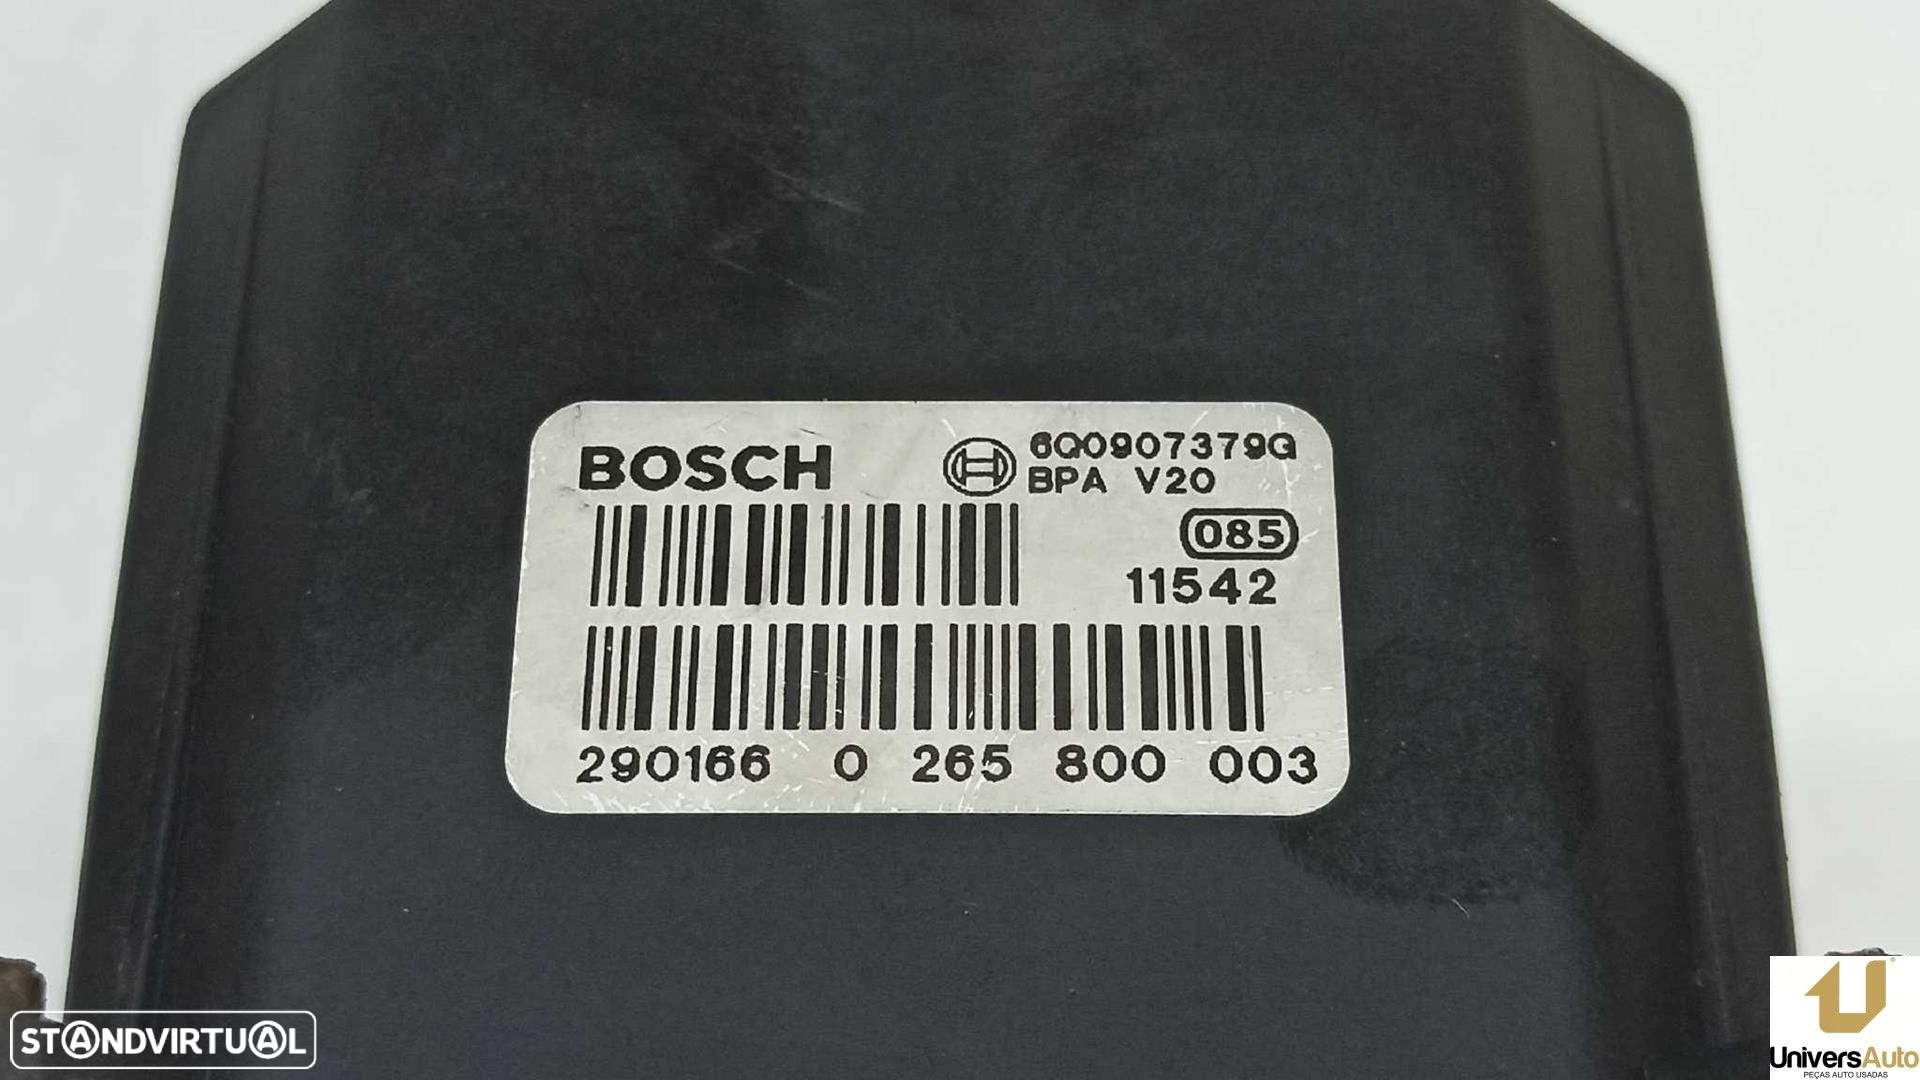 BOSCH
6Q0907379G
BPA V20
085
11542
290166 0 265 800 003
STANDVIRTUAL
UniversAuto
PEÇAS AUTO USADAS